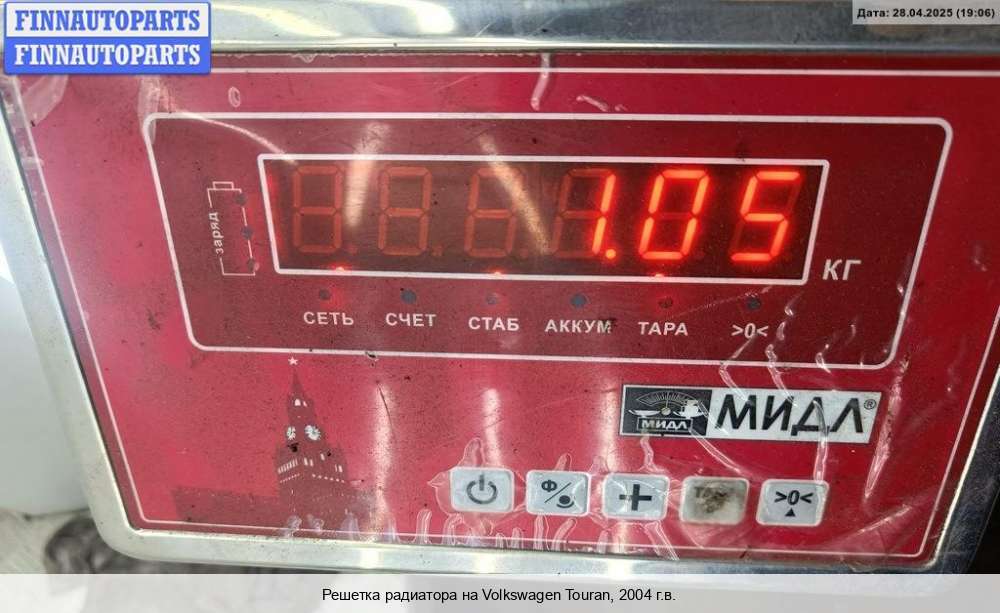 FINNAUTOPARTS
FINNAUTOPARTS
Дата: 28.04.2025 (19:06)
заряд
1.05
КГ
СЕТЬ СЧЕТ СТАБ АККУМ ТАРА >0<
МИДЛ МИДЛ®
Ф/ + >0<
Решетка радиатора на Volkswagen Touran, 2004 г.в.